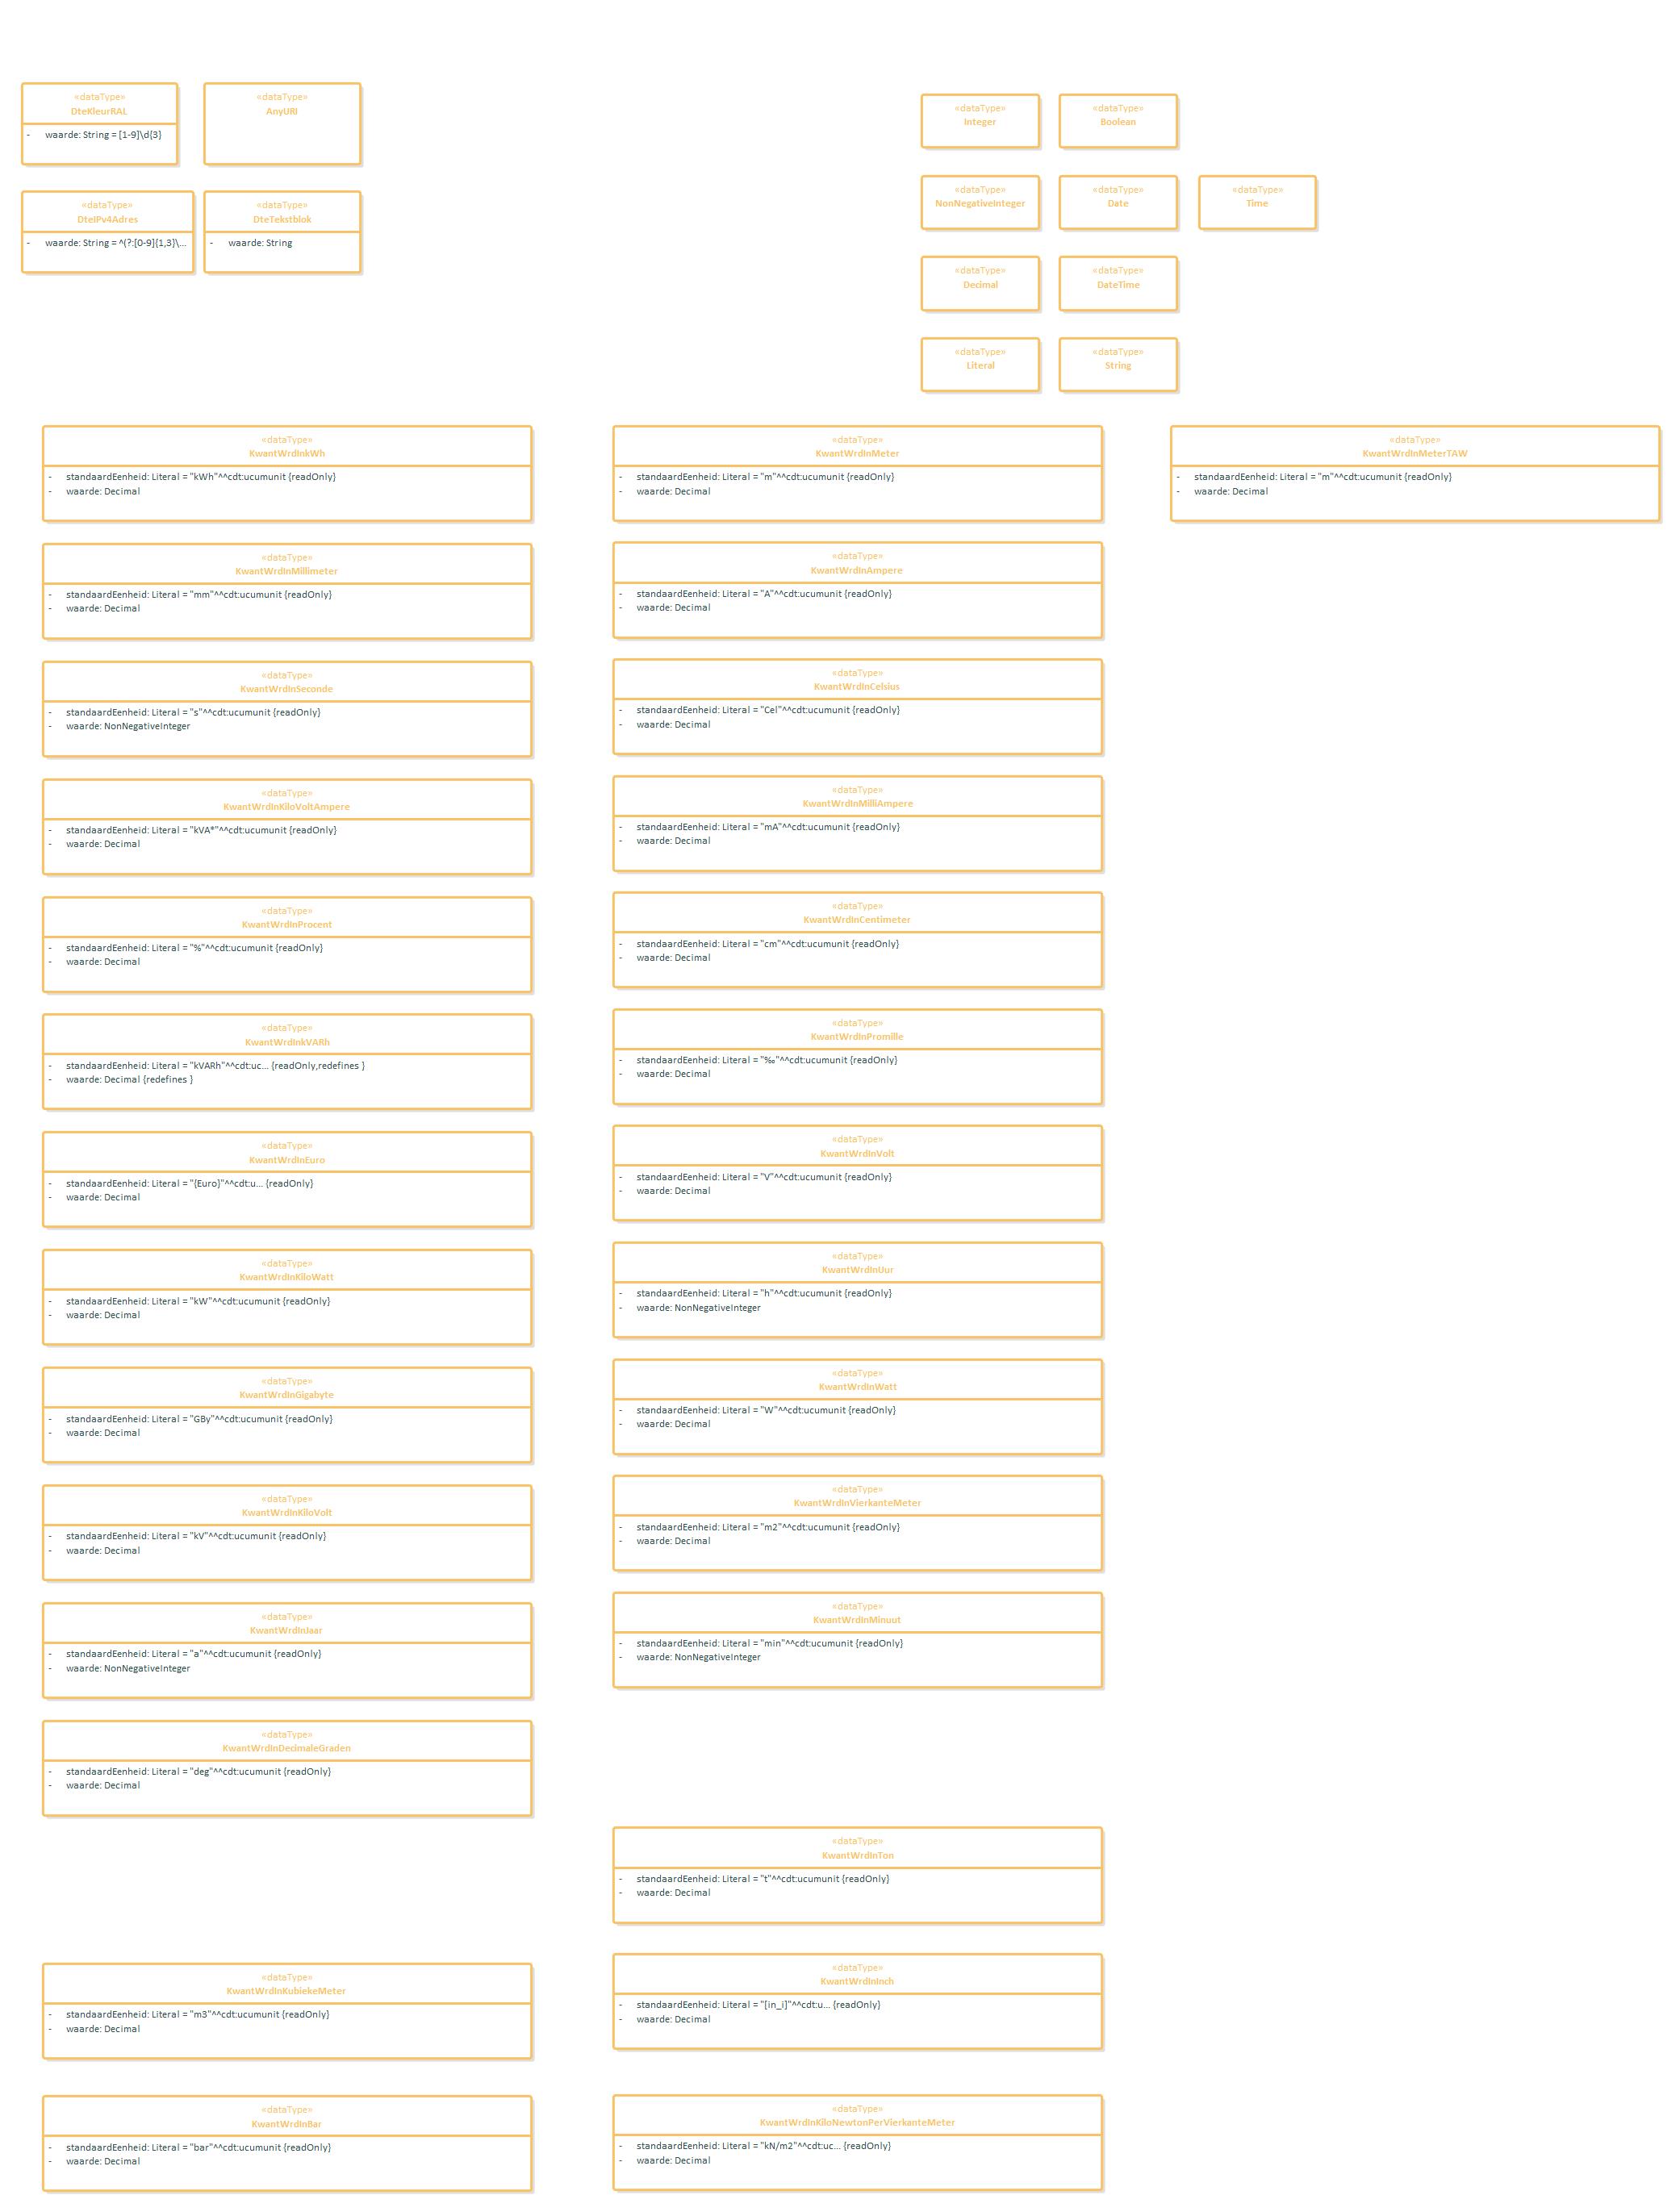 «dataType»
DteKleurRAL
- waarde: String = [1-9]\d{3}
«dataType»
AnyURI
«dataType»
DteIPv4Adres
- waarde: String = ^(?:[0-9]{1,3}\...
«dataType»
DteTekstblok
- waarde: String
«dataType»
Integer
«dataType»
Boolean
«dataType»
NonNegativeInteger
«dataType»
Date
«dataType»
Time
«dataType»
Decimal
«dataType»
DateTime
«dataType»
Literal
«dataType»
String
«dataType»
KwantWrdInkWh
- standaardEenheid: Literal = "kWh"^^cdt:ucumunit {readOnly}
- waarde: Decimal
«dataType»
KwantWrdInMeter
- standaardEenheid: Literal = "m"^^cdt:ucumunit {readOnly}
- waarde: Decimal
«dataType»
KwantWrdInMeterTAW
- standaardEenheid: Literal = "m"^^cdt:ucumunit {readOnly}
- waarde: Decimal
«dataType»
KwantWrdInMillimeter
- standaardEenheid: Literal = "mm"^^cdt:ucumunit {readOnly}
- waarde: Decimal
«dataType»
KwantWrdInAmpere
- standaardEenheid: Literal = "A"^^cdt:ucumunit {readOnly}
- waarde: Decimal
«dataType»
KwantWrdInSeconde
- standaardEenheid: Literal = "s"^^cdt:ucumunit {readOnly}
- waarde: NonNegativeInteger
«dataType»
KwantWrdInCelsius
- standaardEenheid: Literal = "Cel"^^cdt:ucumunit {readOnly}
- waarde: Decimal
«dataType»
KwantWrdInKiloVoltAmpere
- standaardEenheid: Literal = "kVA*"^^cdt:ucumunit {readOnly}
- waarde: Decimal
«dataType»
KwantWrdInMilliAmpere
- standaardEenheid: Literal = "mA"^^cdt:ucumunit {readOnly}
- waarde: Decimal
«dataType»
KwantWrdInProcent
- standaardEenheid: Literal = "%"^^cdt:ucumunit {readOnly}
- waarde: Decimal
«dataType»
KwantWrdInCentimeter
- standaardEenheid: Literal = "cm"^^cdt:ucumunit {readOnly}
- waarde: Decimal
«dataType»
KwantWrdInkVARh
- standaardEenheid: Literal = "kVARh"^^cdt:uc... {readOnly,redefines }
- waarde: Decimal {redefines }
«dataType»
KwantWrdInPromille
- standaardEenheid: Literal = "‰"^^cdt:ucumunit {readOnly}
- waarde: Decimal
«dataType»
KwantWrdInEuro
- standaardEenheid: Literal = "{Euro}"^^cdt:u... {readOnly}
- waarde: Decimal
«dataType»
KwantWrdInVolt
- standaardEenheid: Literal = "V"^^cdt:ucumunit {readOnly}
- waarde: Decimal
«dataType»
KwantWrdInKiloWatt
- standaardEenheid: Literal = "kW"^^cdt:ucumunit {readOnly}
- waarde: Decimal
«dataType»
KwantWrdInUur
- standaardEenheid: Literal = "h"^^cdt:ucumunit {readOnly}
- waarde: NonNegativeInteger
«dataType»
KwantWrdInGigabyte
- standaardEenheid: Literal = "GBy"^^cdt:ucumunit {readOnly}
- waarde: Decimal
«dataType»
KwantWrdInWatt
- standaardEenheid: Literal = "W"^^cdt:ucumunit {readOnly}
- waarde: Decimal
«dataType»
KwantWrdInKiloVolt
- standaardEenheid: Literal = "kV"^^cdt:ucumunit {readOnly}
- waarde: Decimal
«dataType»
KwantWrdInVierkanteMeter
- standaardEenheid: Literal = "m2"^^cdt:ucumunit {readOnly}
- waarde: Decimal
«dataType»
KwantWrdInJaar
- standaardEenheid: Literal = "a"^^cdt:ucumunit {readOnly}
- waarde: NonNegativeInteger
«dataType»
KwantWrdInMinuut
- standaardEenheid: Literal = "min"^^cdt:ucumunit {readOnly}
- waarde: NonNegativeInteger
«dataType»
KwantWrdInDecimaleGraden
- standaardEenheid: Literal = "deg"^^cdt:ucumunit {readOnly}
- waarde: Decimal
«dataType»
KwantWrdInTon
- standaardEenheid: Literal = "t"^^cdt:ucumunit {readOnly}
- waarde: Decimal
«dataType»
KwantWrdInKubiekeMeter
- standaardEenheid: Literal = "m3"^^cdt:ucumunit {readOnly}
- waarde: Decimal
«dataType»
KwantWrdInInch
- standaardEenheid: Literal = "[in_i]"^^cdt:u... {readOnly}
- waarde: Decimal
«dataType»
KwantWrdInBar
- standaardEenheid: Literal = "bar"^^cdt:ucumunit {readOnly}
- waarde: Decimal
«dataType»
KwantWrdInKiloNewtonPerVierkanteMeter
- standaardEenheid: Literal = "kN/m2"^^cdt:uc... {readOnly}
- waarde: Decimal